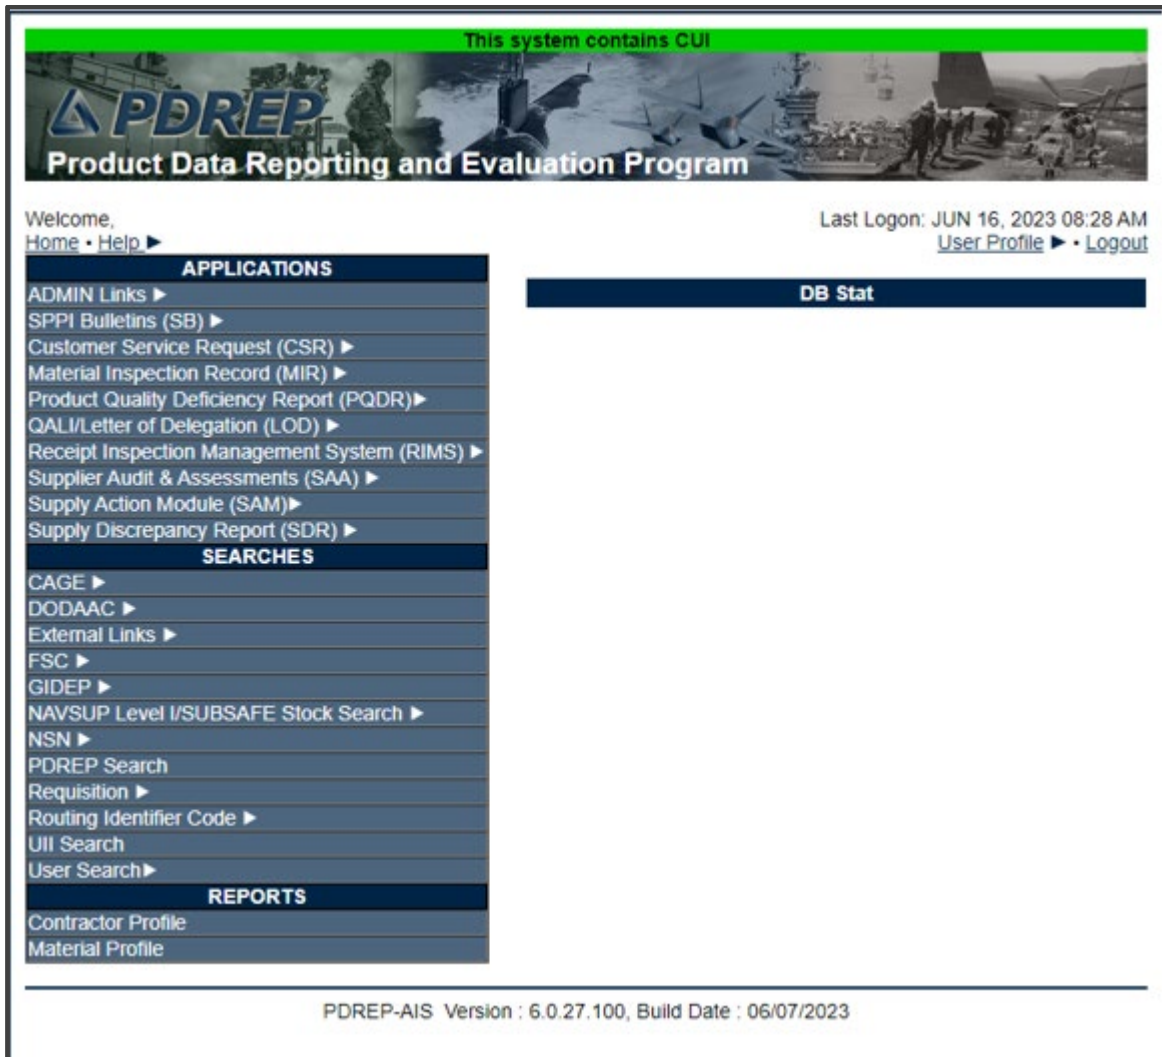 This system contains CUI
PDREP
Product Data Reporting and Evaluation Program
Welcome,
Last Logon: JUN 16, 2023 08:28 AM
Home • Help ▶
User Profile ▶ • Logout
APPLICATIONS
ADMIN Links ▶
SPPI Bulletins (SB) ▶
Customer Service Request (CSR) ▶
Material Inspection Record (MIR) ▶
Product Quality Deficiency Report (PQDR)▶
QALI/Letter of Delegation (LOD) ▶
Receipt Inspection Management System (RIMS) ▶
Supplier Audit & Assessments (SAA) ▶
Supply Action Module (SAM)▶
Supply Discrepancy Report (SDR) ▶
SEARCHES
CAGE ▶
DODAAC ▶
External Links ▶
FSC ▶
GIDEP ▶
NAVSUP Level I/SUBSAFE Stock Search ▶
NSN ▶
PDREP Search
Requisition ▶
Routing Identifier Code ▶
UII Search
User Search▶
REPORTS
Contractor Profile
Material Profile
DB Stat
PDREP-AIS Version : 6.0.27.100, Build Date : 06/07/2023